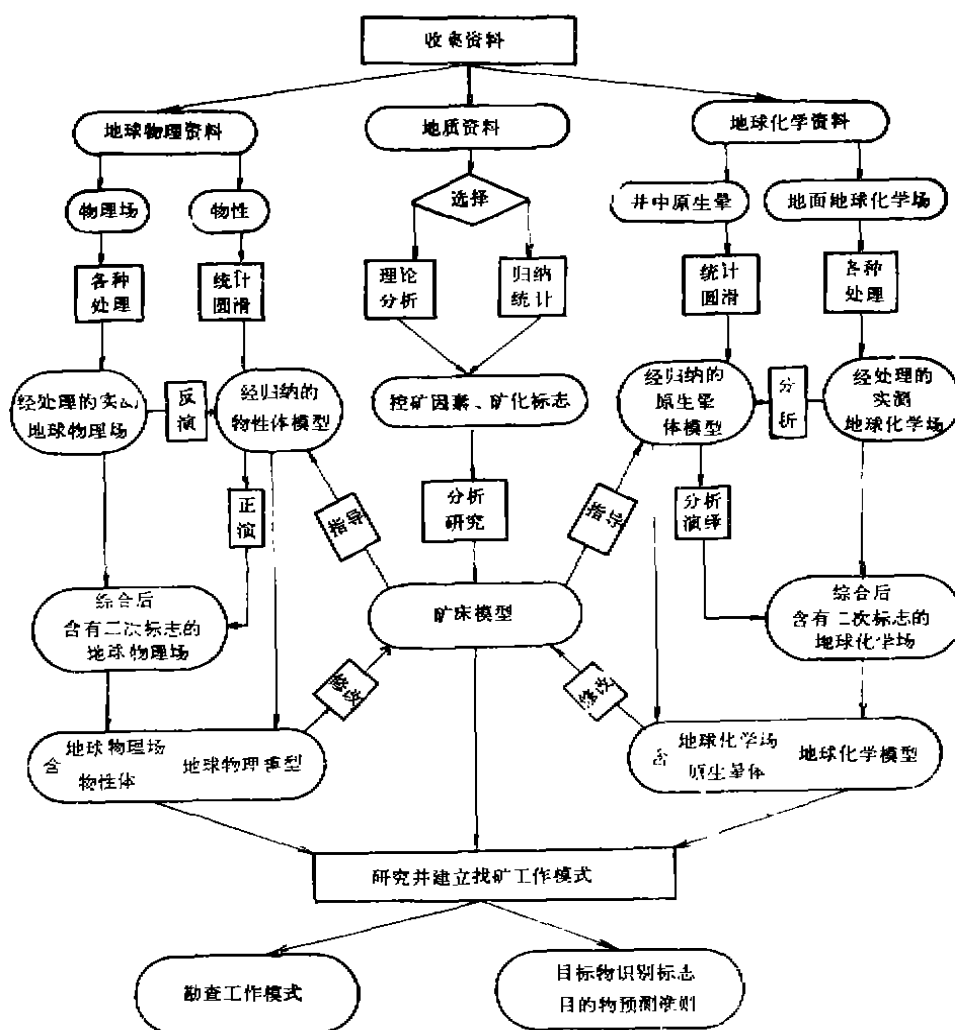 收集资料
地球物理资料
地质资料
地球化学资料
物理场
物性
选择
井中原生晕
地面地球化学场
各种
处理
统计
圆滑
理论
分析
归纳
统计
统计
圆滑
各种
处理
经处理的实测
地球物理场
反
演
经归纳的
物性体模型
控矿因素、矿化标志
经归纳的
原生晕
体模型
分
析
经处理的
实测
地球化学场
正
演
指导
分析
研究
指导
分析
演绎
综合后
含有二次标志的
地球物理场
矿床模型
综合后
含有二次标志的
地球化学场
修改
修改
含
地球物理场
物性体
地球物理模型
含
地球化学场
原生晕体
地球化学模型
研究并建立找矿工作模式
勘查工作模式
目标物识别标志
目的物预测准则